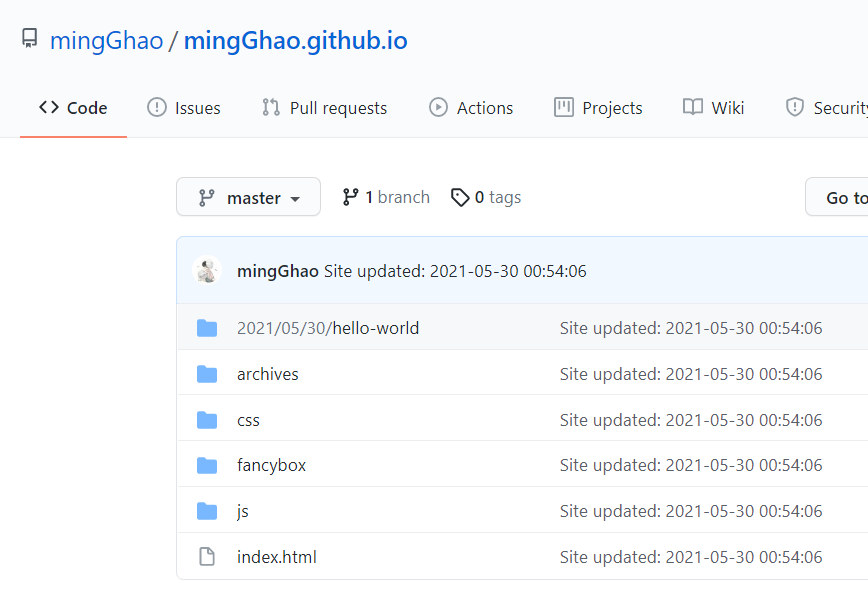 mingGhao / mingGhao.github.io
Code Issues Pull requests Actions Projects Wiki Security
master 1 branch 0 tags Go to
mingGhao Site updated: 2021-05-30 00:54:06
2021/05/30/hello-world Site updated: 2021-05-30 00:54:06
archives Site updated: 2021-05-30 00:54:06
css Site updated: 2021-05-30 00:54:06
fancybox Site updated: 2021-05-30 00:54:06
js Site updated: 2021-05-30 00:54:06
index.html Site updated: 2021-05-30 00:54:06